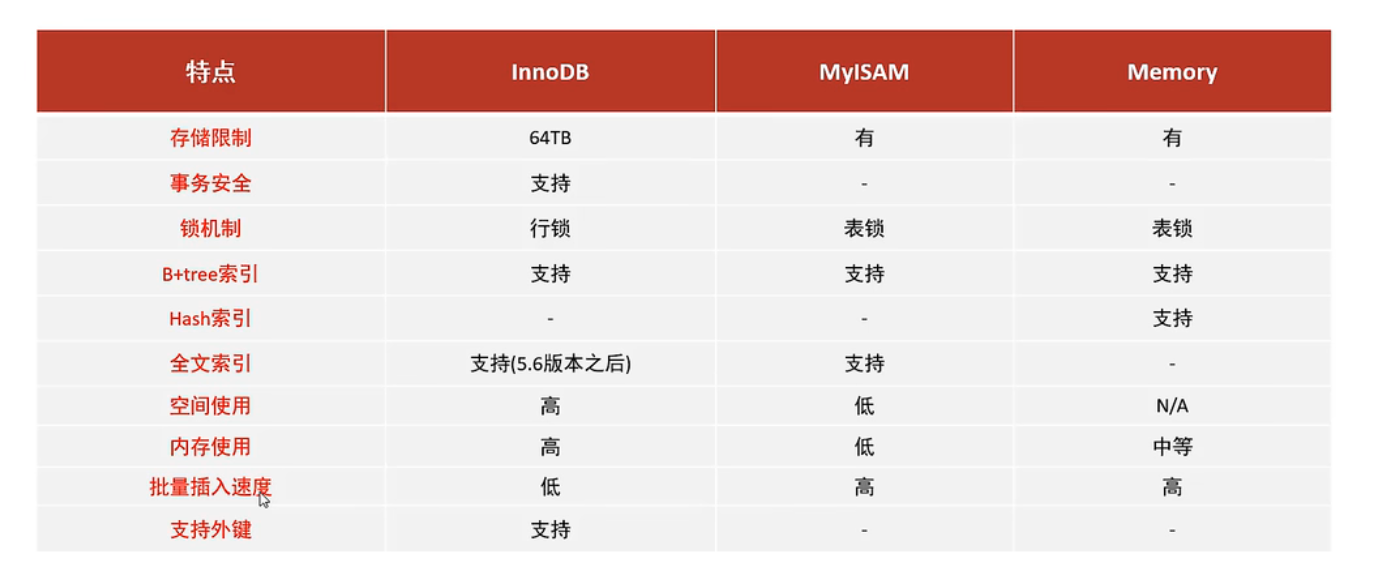 特点 InnoDB MyISAM Memory
存储限制 64TB 有 有
事务安全 支持 - -
锁机制 行锁 表锁 表锁
B+tree索引 支持 支持 支持
Hash索引 - - 支持
全文索引 支持(5.6版本之后) 支持 -
空间使用 高 低 N/A
内存使用 高 低 中等
批量插入速度 低 高 高
支持外键 支持 - -